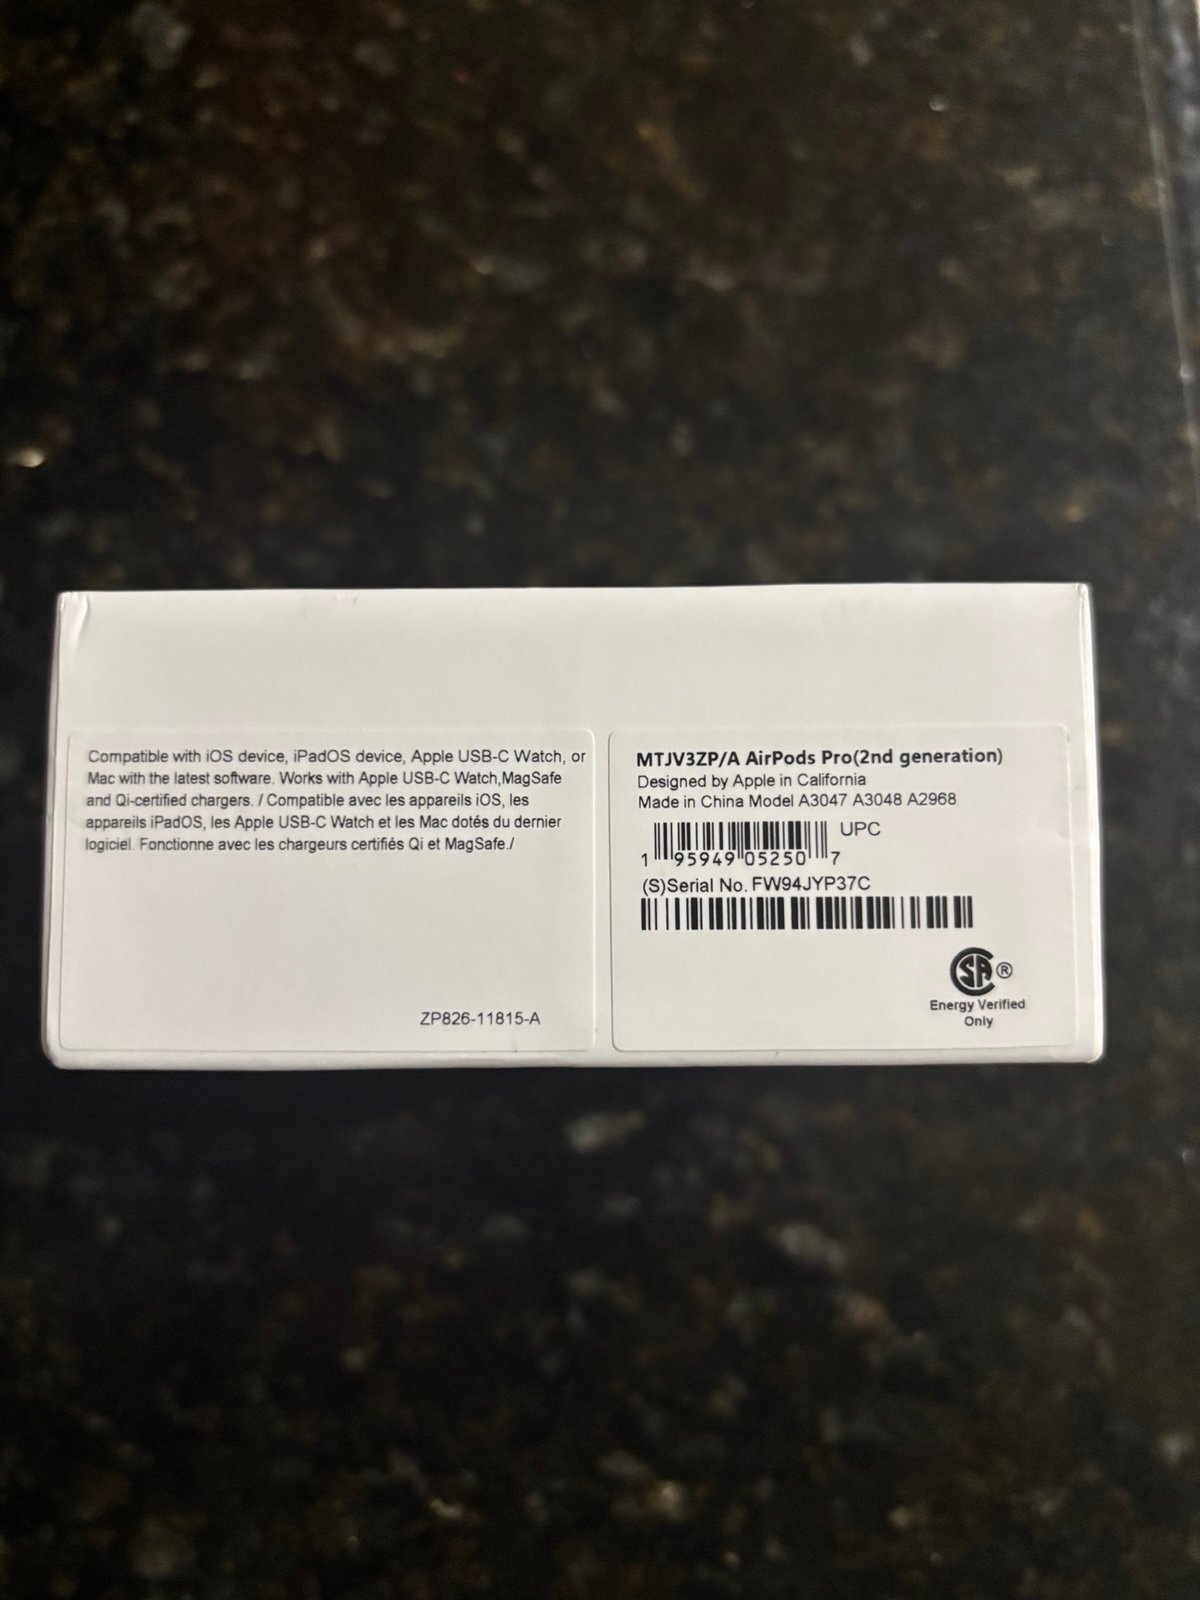 Compatible with iOS device, iPadOS device, Apple USB-C Watch, or
Mac with the latest software. Works with Apple USB-C Watch,MagSafe
and Qi-certified chargers. / Compatible avec les appareils iOS, les
appareils iPadOS, les Apple USB-C Watch et les Mac dotés du dernier
logiciel. Fonctionne avec les chargeurs certifiés Qi et MagSafe./
ZP826-11815-A
MTJV3ZP/A AirPods Pro(2nd generation)
Designed by Apple in California
Made in China Model A3047 A3048 A2968
UPC
1 95949 05250 7
(S)Serial No. FW94JYP37C
SA ®
Energy Verified
Only